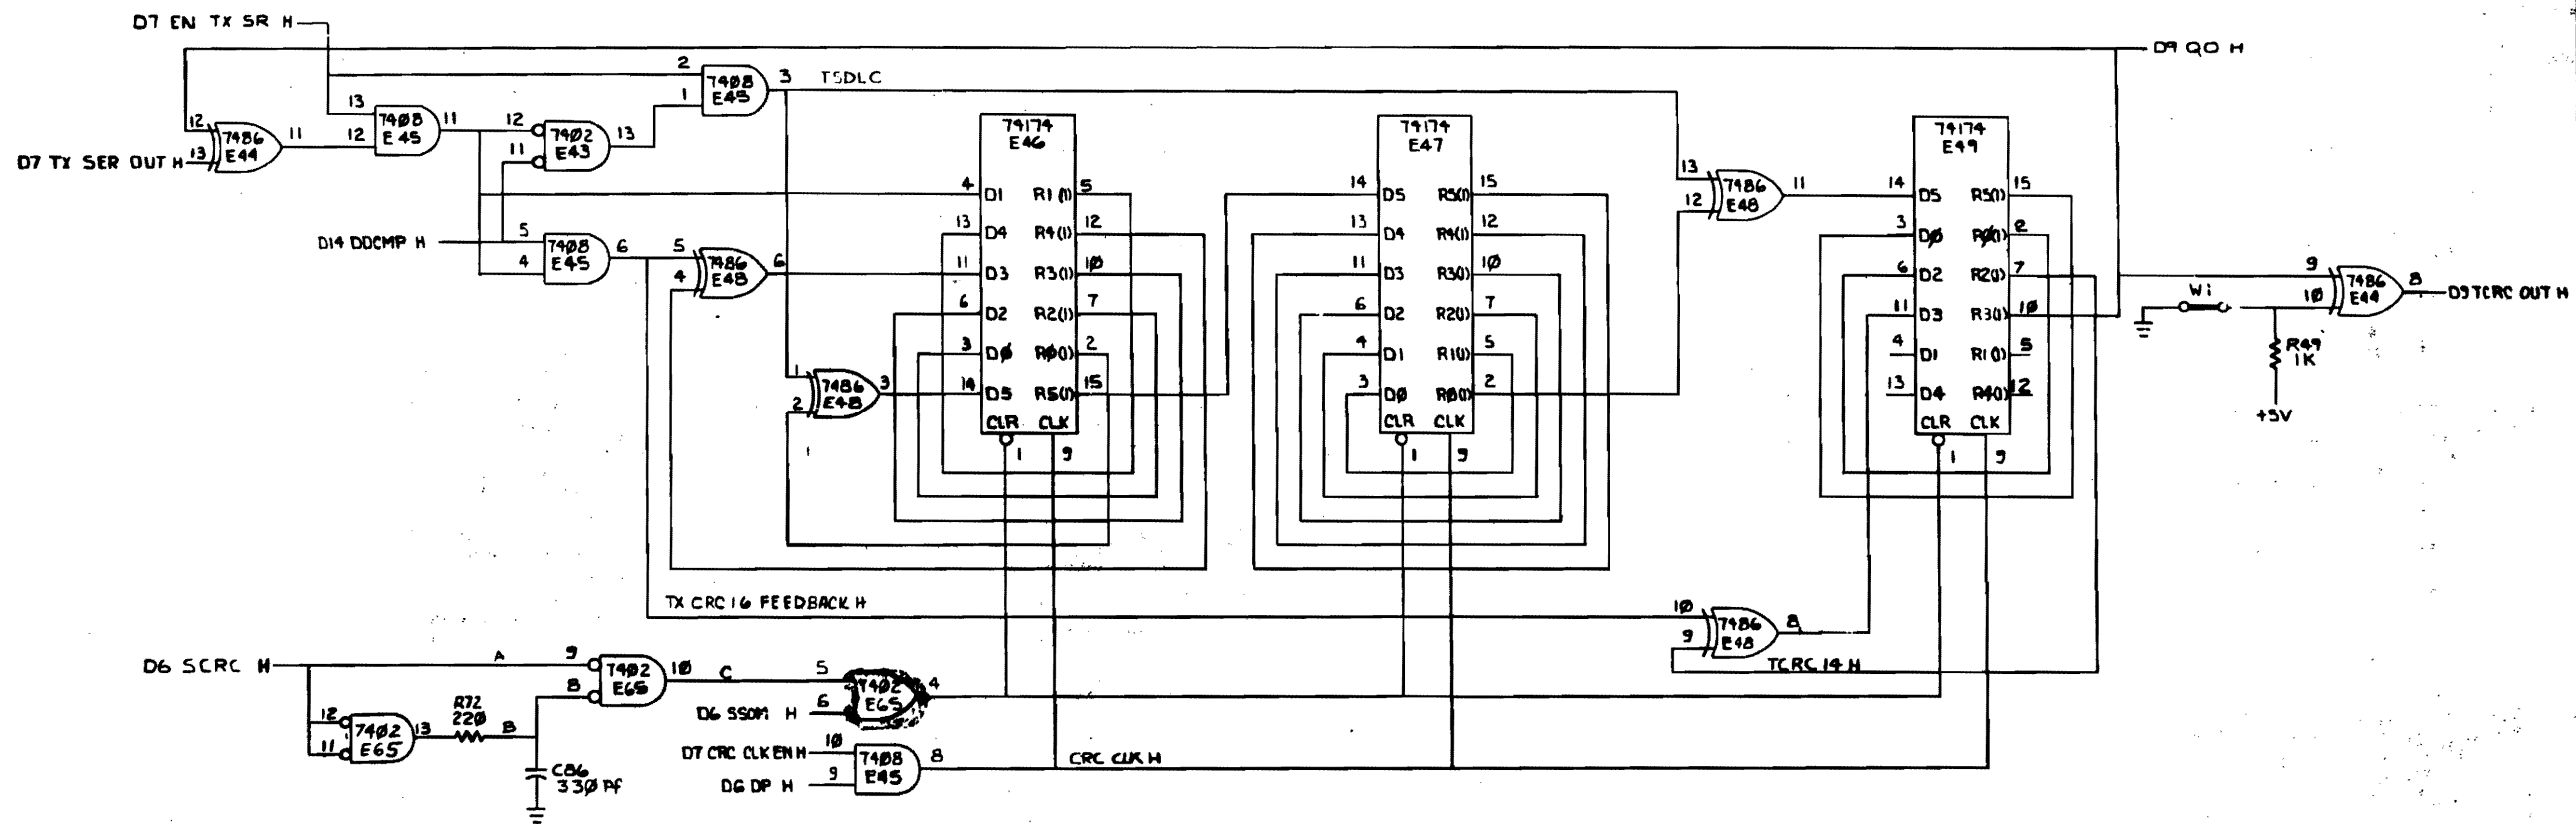 D7 EN TX SR H
D9 QO H
2
7408
E45
3
TSDLC
1
12
7486
E44
11
D7 TX SER OUT H
13
13
7408
E45
11
12
12
7402
E43
13
11
D14 DDCMP H
5
7408
E45
6
4
5
7486
E48
6
4
1
7486
E48
3
2
74174
E46
4 D1 R1(1) 5
13 D4 R4(1) 12
11 D3 R3(1) 10
6 D2 R2(1) 7
3 DØ RØ(1) 2
14 D5 R5(1) 15
CLR CLK
1 9
74174
E47
14 D5 R5(1) 15
13 D4 R4(1) 12
11 D3 R3(1) 10
6 D2 R2(1) 7
4 D1 R1(1) 5
3 DØ RØ(1) 2
CLR CLK
1 9
13
7486
E48
11
12
74174
E49
14 D5 R5(1) 15
3 DØ RØ(1) 2
6 D2 R2(1) 7
11 D3 R3(1) 10
4 D1 R1(1) 5
13 D4 R4(1) 12
CLR CLK
1 9
W1
9
7486
E44
8
10
D9 TCRC OUT H
R49
1K
+5V
TX CRC 16 FEEDBACK H
10
7486
E48
8
9
TCRC 14 H
D6 SCRC H
A
9
7402
E65
10
C
8
12
7402
E65
13
11
R72
220
B
C86
330 Pf
5
7402
E65
4
6
D6 SSOM H
D7 CRC CLK EN H
10
7408
E45
8
CRC CLK H
D6 DP H
9